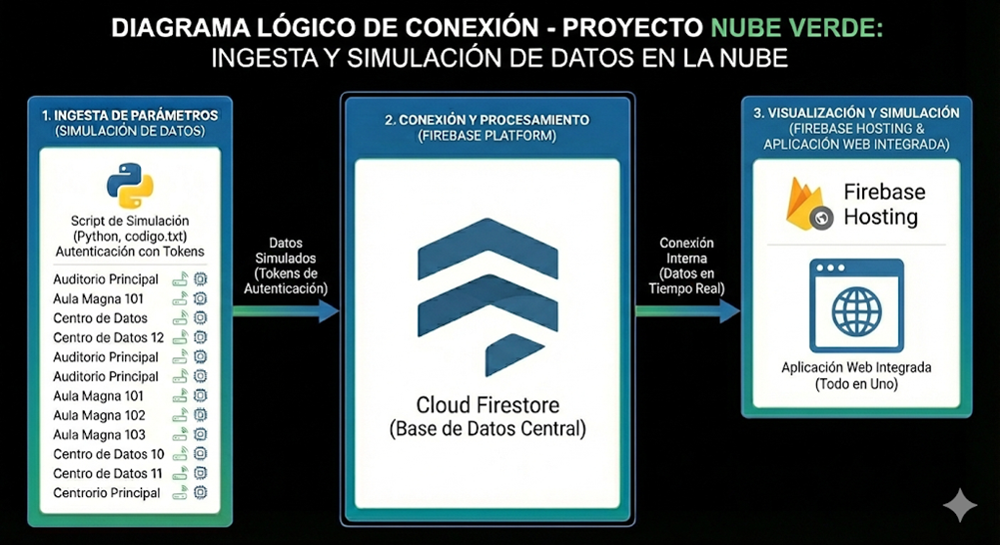 DIAGRAMA LÓGICO DE CONEXIÓN - PROYECTO NUBE VERDE:
INGESTA Y SIMULACIÓN DE DATOS EN LA NUBE
1. INGESTA DE PARÁMETROS
(SIMULACIÓN DE DATOS)
Script de Simulación
(Python, codigo.txt)
Autenticación con Tokens
Auditorio Principal
Aula Magna 101
Centro de Datos
Centro de Datos 12
Auditorio Principal
Auditorio Principal
Aula Magna 101
Aula Magna 102
Aula Magna 103
Centro de Datos 10
Centro de Datos 11
Centrorio Principal
Datos
Simulados
(Tokens de
Autenticación)
2. CONEXIÓN Y PROCESAMIENTO
(FIREBASE PLATFORM)
Cloud Firestore
(Base de Datos Central)
Conexión
Interna
(Datos en
Tiempo Real)
3. VISUALIZACIÓN Y SIMULACIÓN
(FIREBASE HOSTING &
APLICACIÓN WEB INTEGRADA)
Firebase
Hosting
Aplicación Web Integrada
(Todo en Uno)